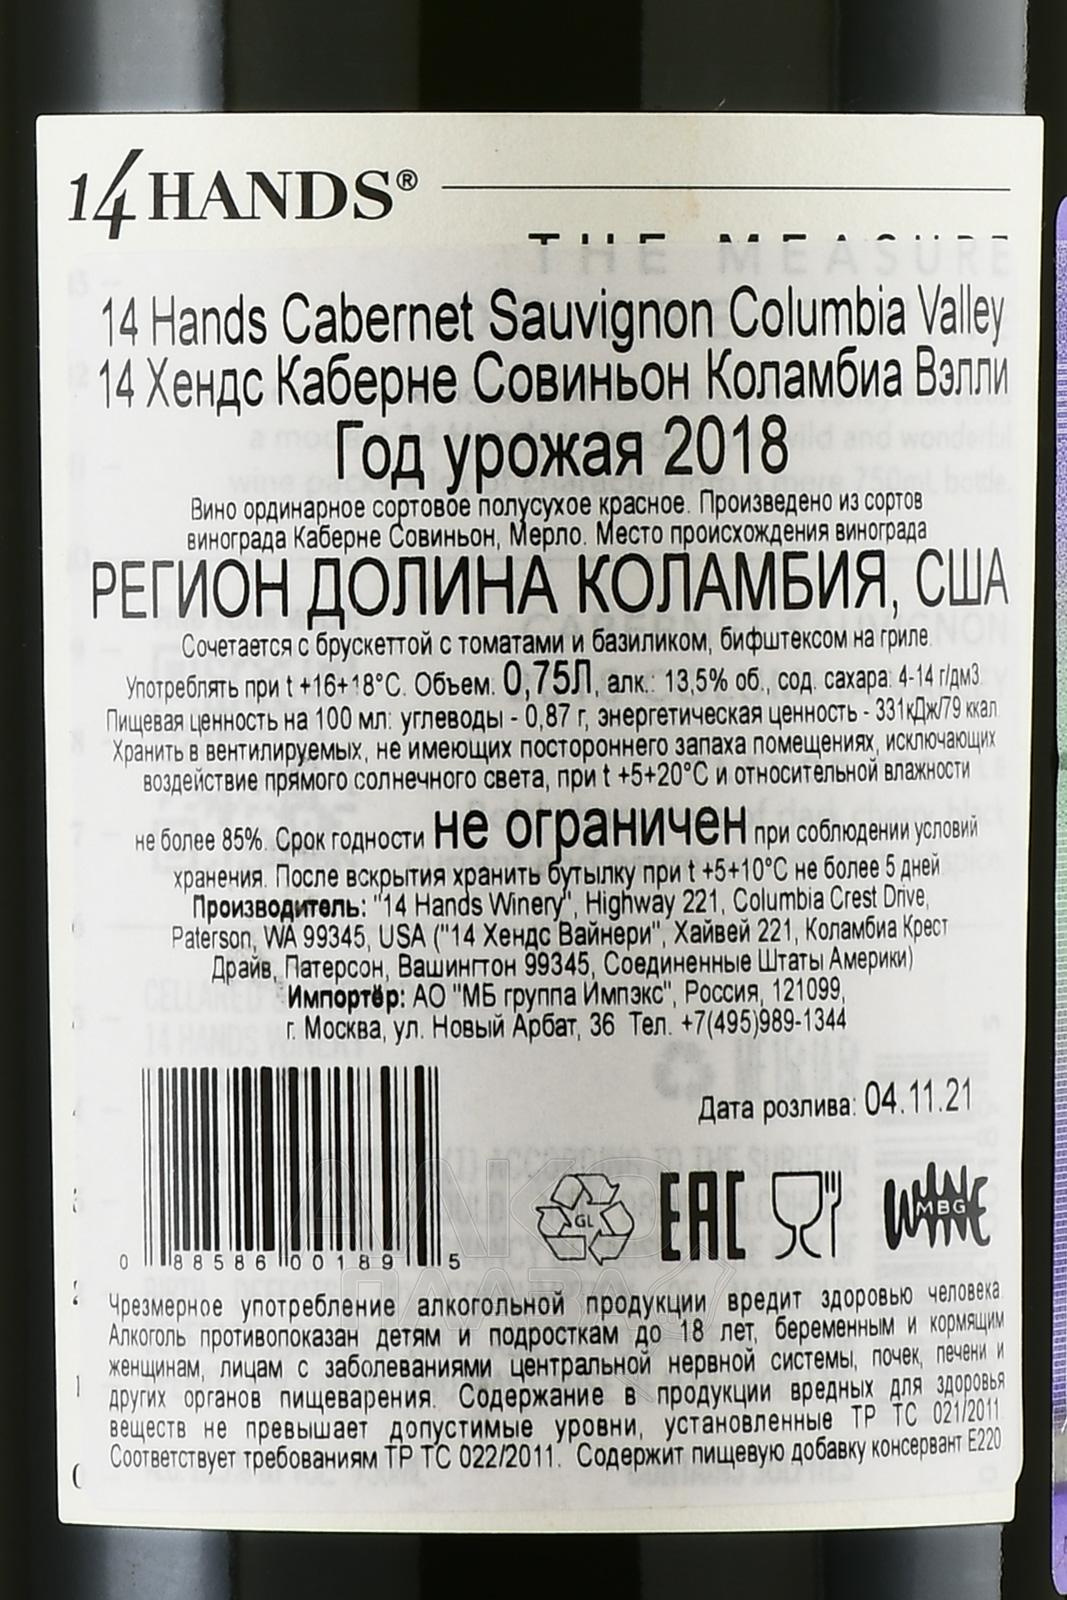 14 HANDS®
THE MEASURE
14 Hands Cabernet Sauvignon Columbia Valley
14 Хендс Каберне Совиньон Коламбиа Вэлли
Год урожая 2018
Вино ординарное сортовое полусухое красное. Произведено из сортов
винограда Каберне Совиньон, Мерло. Место происхождения винограда
РЕГИОН ДОЛИНА КОЛАМБИЯ, США
Сочетается с брускеттой с томатами и базиликом, бифштексом на гриле.
Употреблять при t +16+18°С. Объем. 0,75Л, алк.: 13,5% об., сод. сахара: 4-14 г/дм3.
Пищевая ценность на 100 мл: углеводы - 0,87 г, энергетическая ценность - 331кДж/79 ккал.
Хранить в вентилируемых, не имеющих постороннего запаха помещениях, исключающих
воздействие прямого солнечного света, при t +5+20°С и относительной влажности
не более 85%. Срок годности не ограничен при соблюдении условий
хранения. После вскрытия хранить бутылку при t +5+10°С не более 5 дней
Производитель: "14 Hands Winery", Highway 221, Columbia Crest Drive,
Paterson, WA 99345, USA ("14 Хендс Вайнери", Хайвей 221, Коламбиа Крест
Драйв, Патерсон, Вашингтон 99345, Соединенные Штаты Америки)
Импортёр: АО "МБ группа Импэкс", Россия, 121099,
г. Москва, ул. Новый Арбат, 36 Тел. +7(495)989-1344
Дата розлива: 04.11.21
GL EAC WINE MBG
0 88586 00189 5
АЛКО ПЛАЗА
Чрезмерное употребление алкогольной продукции вредит здоровью человека.
Алкоголь противопоказан детям и подросткам до 18 лет, беременным и кормящим
женщинам, лицам с заболеваниями центральной нервной системы, почек, печени и
других органов пищеварения. Содержание в продукции вредных для здоровья
веществ не превышает допустимые уровни, установленные ТР ТС 021/2011.
Соответствует требованиям ТР ТС 022/2011. Содержит пищевую добавку консервант Е220